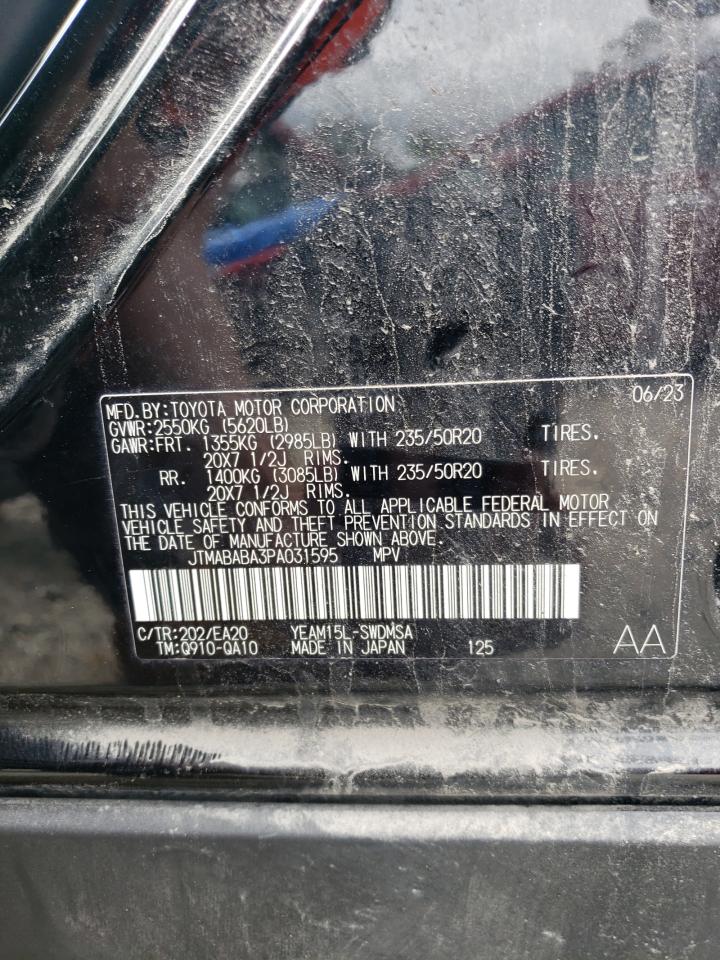 MFD. BY: TOYOTA MOTOR CORPORATION 06/23
GVWR: 2550KG (5620LB)
GAWR: FRT. 1355KG (2985LB) WITH 235/50R20 TIRES.
20X7 1/2J RIMS.
RR. 1400KG (3085LB) WITH 235/50R20 TIRES.
20X7 1/2J RIMS.
THIS VEHICLE CONFORMS TO ALL APPLICABLE FEDERAL MOTOR
VEHICLE SAFETY AND THEFT PREVENTION STANDARDS IN EFFECT ON
THE DATE OF MANUFACTURE SHOWN ABOVE.
JTMABABA3PA031595 MPV
C/TR: 202/EA20 YEAM15L-SWDMSA
TM: Q910-QA10 MADE IN JAPAN 125 AA